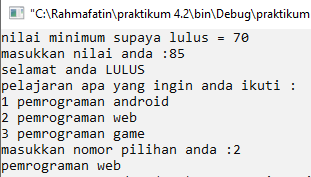 "C:\Rahmafatin\praktikum 4.2\bin\Debug\praktikum
nilai minimum supaya lulus = 70
masukkan nilai anda :85
selamat anda LULUS
pelajaran apa yang ingin anda ikuti :
1 pemrograman android
2 pemrograman web
3 pemrograman game
masukkan nomor pilihan anda :2
pemrograman web